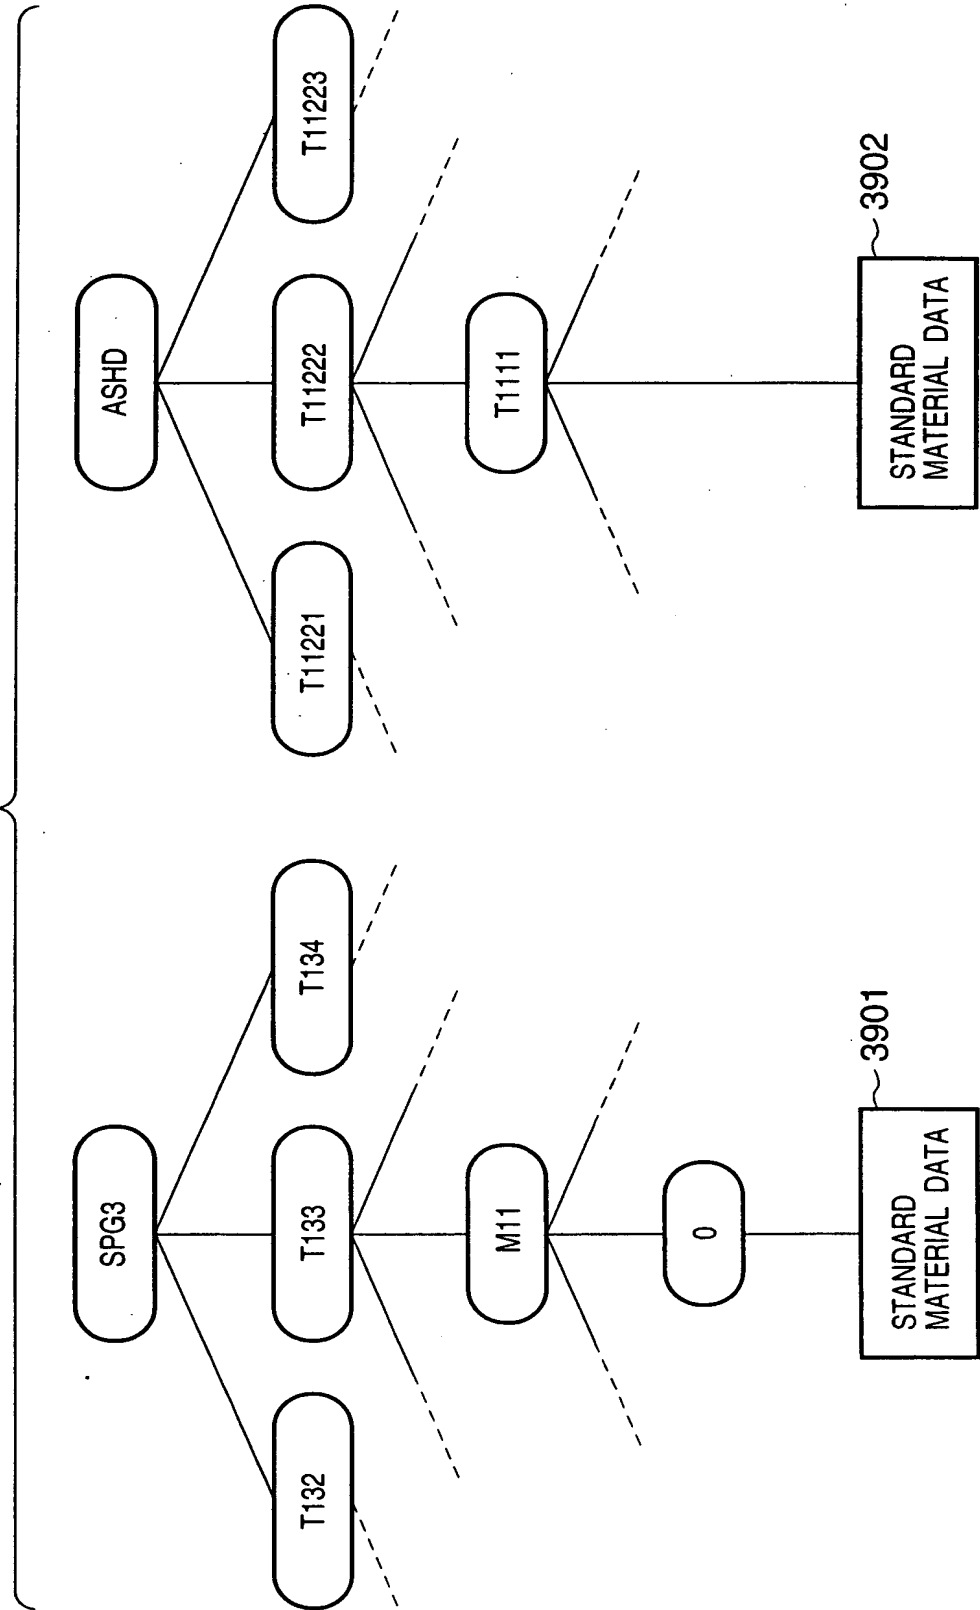 SPG3
T132
T133
T134
M11
0
STANDARD
MATERIAL DATA
3901
ASHD
T11221
T11222
T11223
T1111
STANDARD
MATERIAL DATA
3902